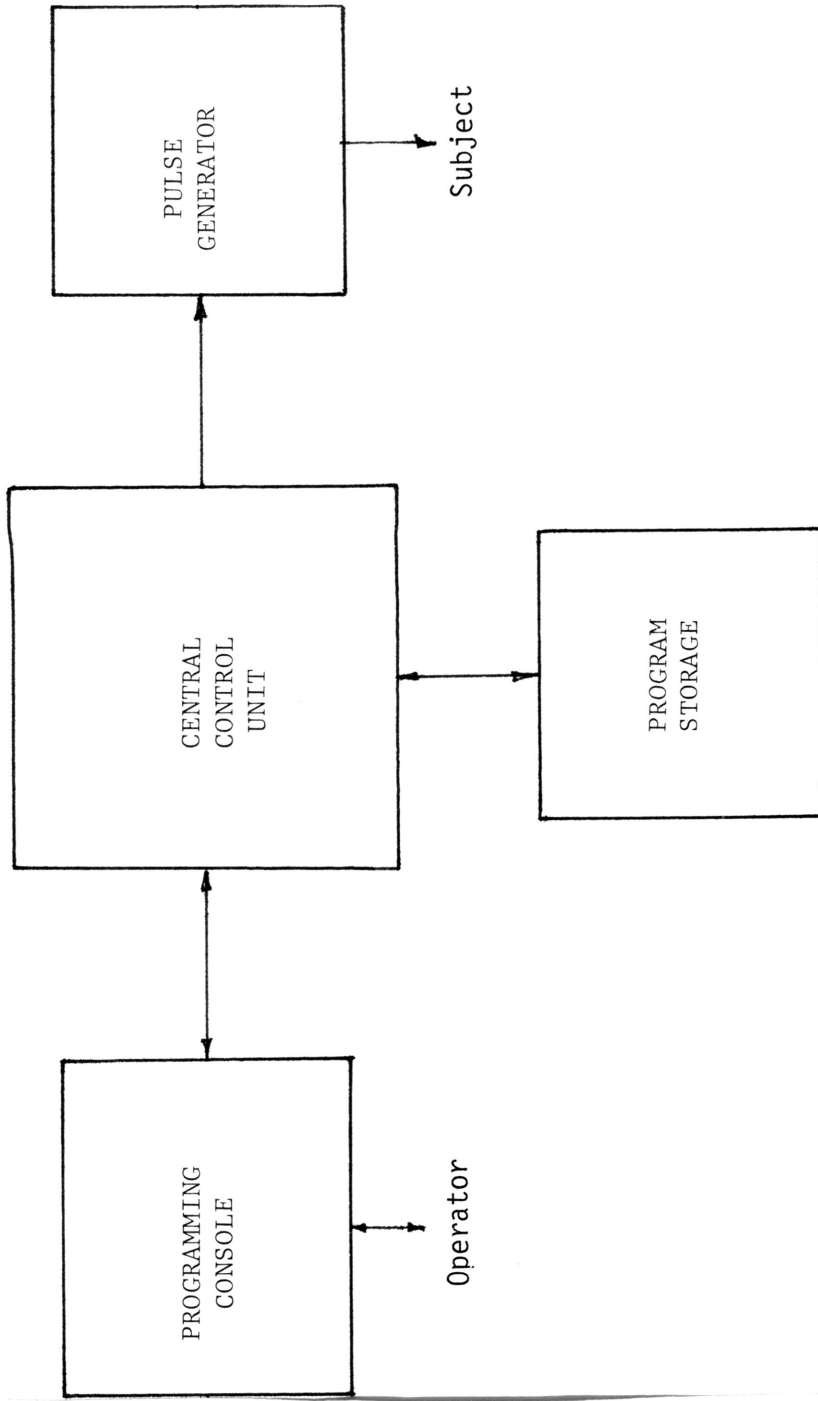 PROGRAMMING
CONSOLE
Operator
CENTRAL
CONTROL
UNIT
PROGRAM
STORAGE
PULSE
GENERATOR
Subject